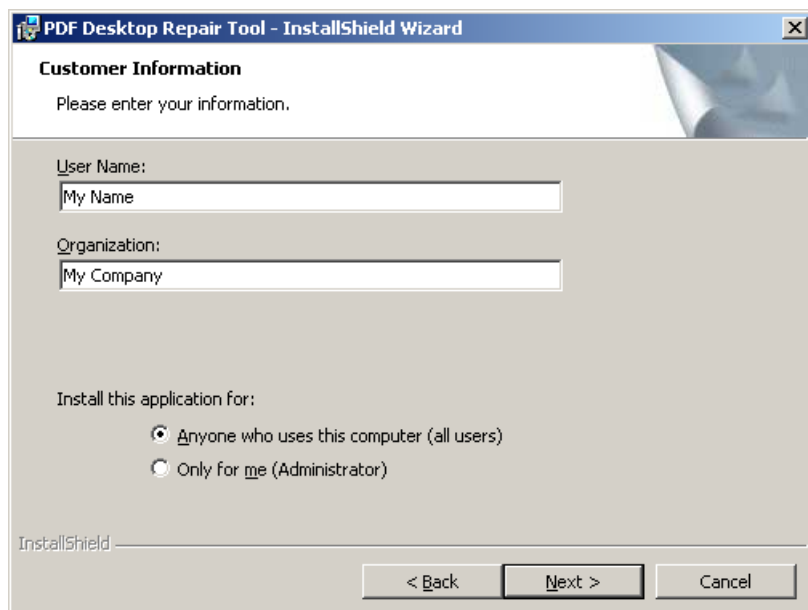 PDF Desktop Repair Tool - InstallShield Wizard
Customer Information
Please enter your information.
User Name:
My Name
Organization:
My Company
Install this application for:
Anyone who uses this computer (all users)
Only for me (Administrator)
InstallShield
< Back Next > Cancel